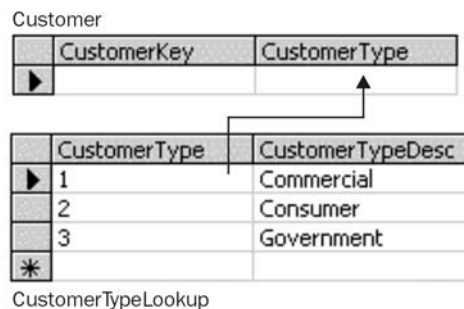 Customer
CustomerKey CustomerType
CustomerType CustomerTypeDesc
1 Commercial
2 Consumer
3 Government
CustomerTypeLookup